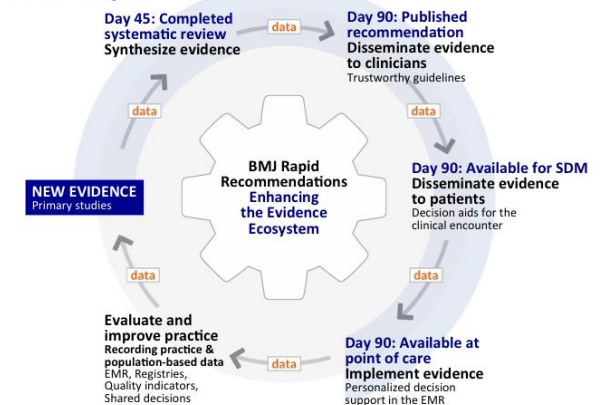 Day 45: Completed
systematic review
Synthesize evidence
data
Day 90: Published
recommendation
Disseminate evidence
to clinicians
Trustworthy guidelines
data
data
Day 90: Available for SDM
Disseminate evidence
to patients
Decision aids for the
clinical encounter
BMJ Rapid
Recommendations
Enhancing
the Evidence
Ecosystem
NEW EVIDENCE
Primary studies
data
data
Day 90: Available at
point of care
Implement evidence
Personalized decision
support in the EMR
data
Evaluate and
improve practice
Recording practice &
population-based data
EMR, Registries,
Quality indicators,
Shared decisions